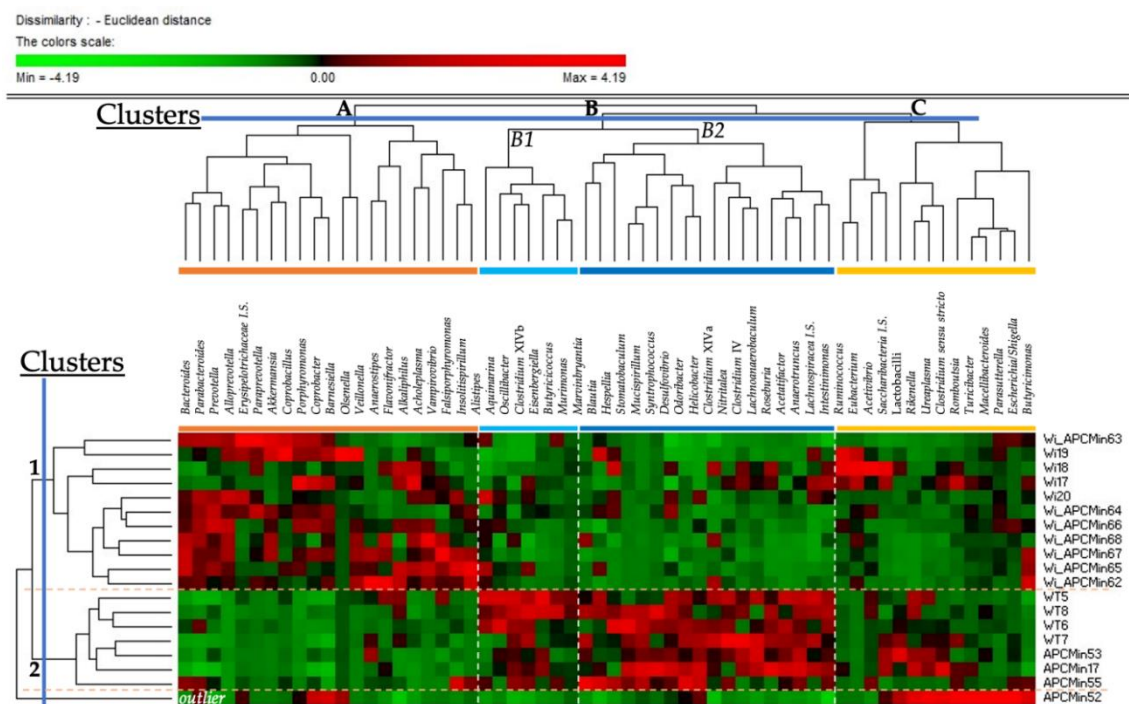 Dissimilarity : - Euclidean distance
The colors scale:
Min = -4.19 0.00 Max = 4.19
Clusters A B C
B1 B2
Clusters
Bacteroides
Parabacteroides
Prevotella
Alloprevotella
Erysipelotrichaceae I.S.
Paraprevotella
Akkermansia
Coprobacillus
Porphyromonas
Coprobacter
Barnesiella
Olsenella
Veillonella
Anaerostipes
Flavonifractor
Alkaliphilus
Acholeplasma
Vampirovibrio
Falsiporphyromonas
Insolitispirillum
Alistipes
Aquamarina
Oscillibacter
Clostridium XIVb
Eisenbergiella
Butyricicoccus
Murimonas
Marvinbryantia
Blautia
Hespellia
Stomatobaculum
Mucispirillum
Syntrophococcus
Desulfovibrio
Odoribacter
Helicobacter
Clostridium XIVa
Nitritalea
Clostridium IV
Lachnoanaerobaculum
Roseburia
Acetatifactor
Anaerotruncus
Lachnospiracea I.S.
Intestinimonas
Ruminococcus
Eubacterium
Acetivibrio
Saccharibacteria I.S.
Lactobacilli
Rikenella
Ureaplasma
Clostridium sensu stricto
Romboutsia
Turicibacter
Macellibacteroides
Parasutterella
Escherichia/Shigella
Butyricimonas
1
2
outlier
Wi_APCMin63
Wi19
Wi18
Wi17
Wi20
Wi_APCMin64
Wi_APCMin66
Wi_APCMin68
Wi_APCMin67
Wi_APCMin65
Wi_APCMin62
WT5
WT8
WT6
WT7
APCMin53
APCMin17
APCMin55
APCMin52